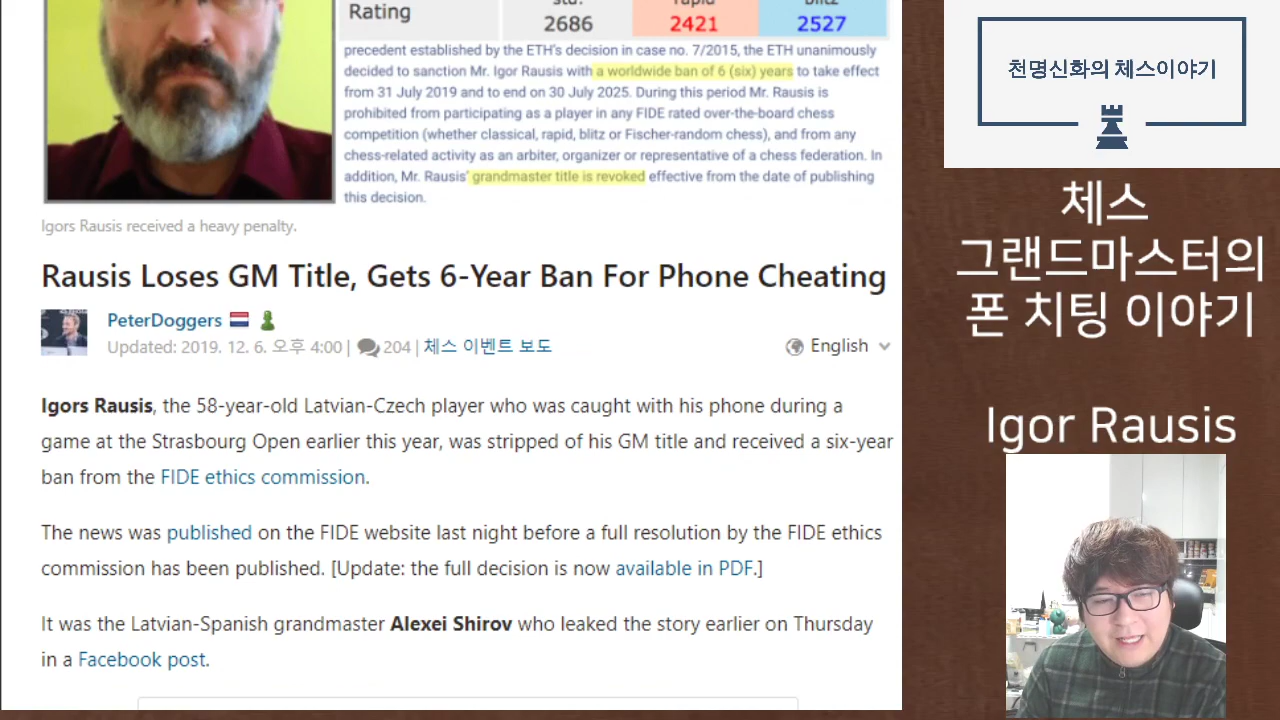 Rating
std.
rapid
blitz
2686
2421
2527
precedent established by the ETH's decision in case no. 7/2015, the ETH unanimously
decided to sanction Mr. Igor Rausis with a worldwide ban of 6 (six) years to take effect
from 31 July 2019 and to end on 30 July 2025. During this period Mr. Rausis is
prohibited from participating as a player in any FIDE rated over-the-board chess
competition (whether classical, rapid, blitz or Fischer-random chess), and from any
chess-related activity as an arbiter, organizer or representative of a chess federation. In
addition, Mr. Rausis' grandmaster title is revoked effective from the date of publishing
this decision.
Igors Rausis received a heavy penalty.
Rausis Loses GM Title, Gets 6-Year Ban For Phone Cheating
PeterDoggers
Updated: 2019. 12. 6. 오후 4:00 | 204 | 체스 이벤트 보도
English
Igors Rausis, the 58-year-old Latvian-Czech player who was caught with his phone during a
game at the Strasbourg Open earlier this year, was stripped of his GM title and received a six-year
ban from the FIDE ethics commission.
The news was published on the FIDE website last night before a full resolution by the FIDE ethics
commission has been published. [Update: the full decision is now available in PDF.]
It was the Latvian-Spanish grandmaster Alexei Shirov who leaked the story earlier on Thursday
in a Facebook post.
천명신화의 체스이야기
체스
그랜드마스터의
폰 치팅 이야기
Igor Rausis